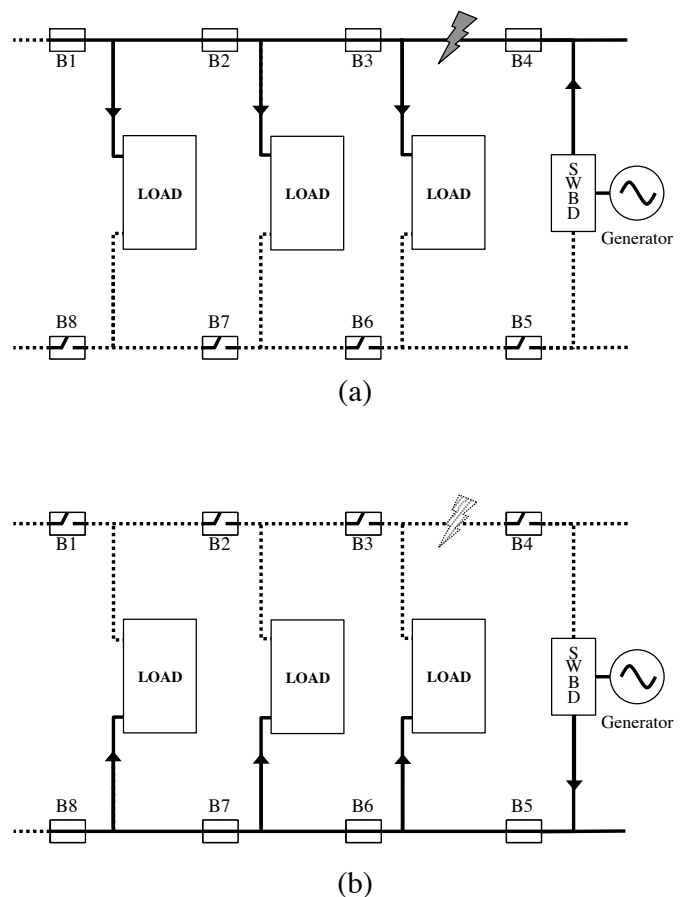 B1 B2 B3 B4
LOAD LOAD LOAD
S
W
B
D
Generator
B8 B7 B6 B5
(a)
B1 B2 B3 B4
LOAD LOAD LOAD
S
W
B
D
Generator
B8 B7 B6 B5
(b)